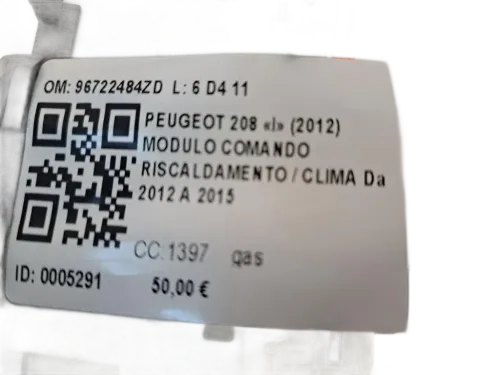 OM: 96722484ZD L: 6 D4 11
PEUGEOT 208 «I» (2012)
MODULO COMANDO
RISCALDAMENTO / CLIMA Da
2012 A 2015
CC.1397 gas
ID: 0005291 50,00 €